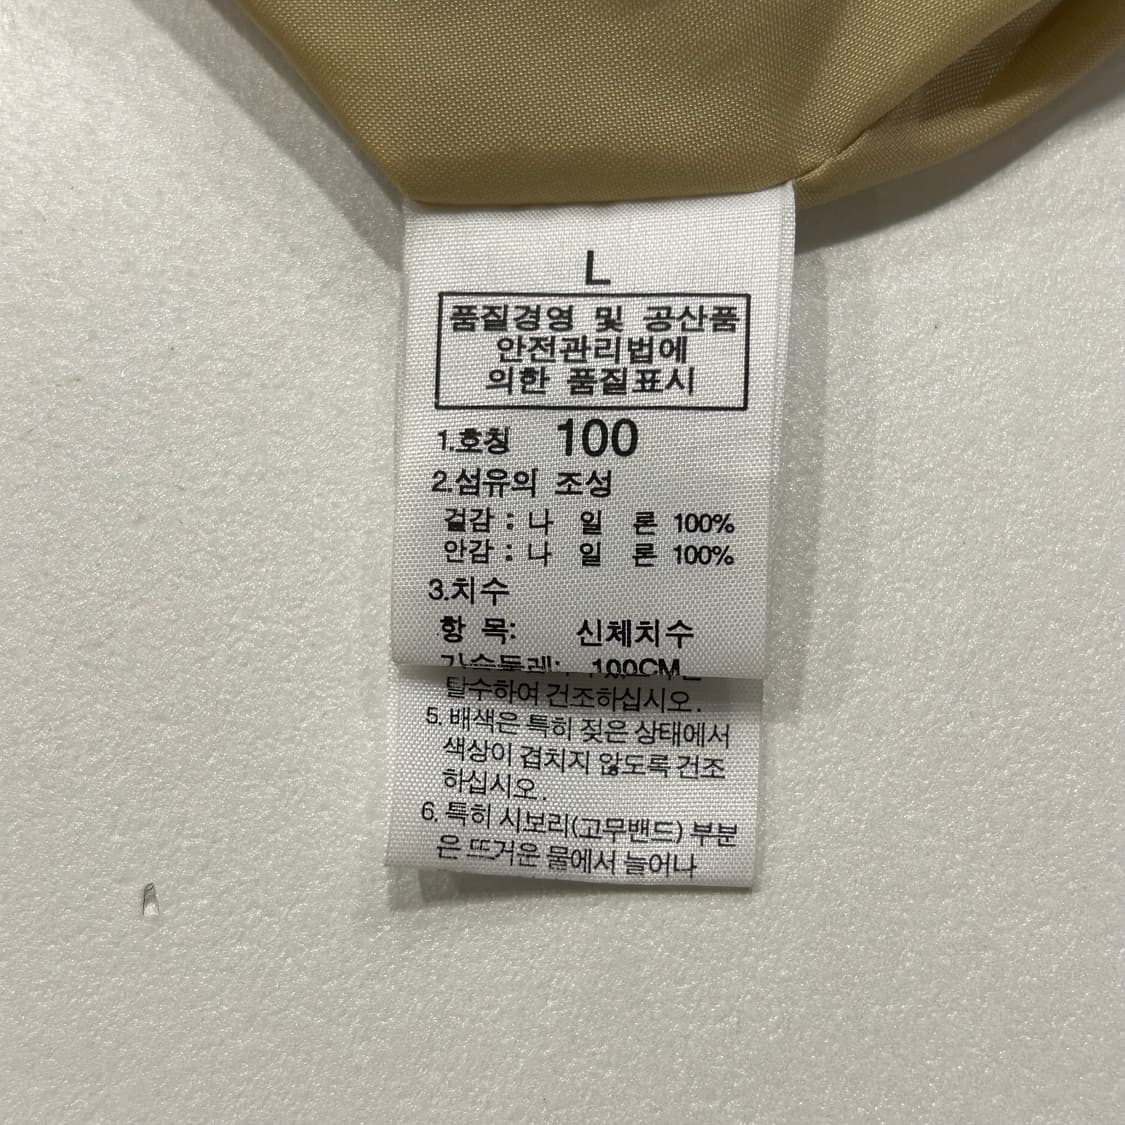 L
품질경영 및 공산품
안전관리법에
의한 품질표시
1.호칭 100
2.섬유의 조성
겉감 : 나 일 론 100%
안감 : 나 일 론 100%
3.치수
항 목: 신체치수
가슴둘레: 100CM
탈수하여 건조하십시오.
5. 배색은 특히 젖은 상태에서
색상이 겹치지 않도록 건조
하십시오.
6. 특히 시보리(고무밴드) 부분
은 뜨거운 물에서 늘어나